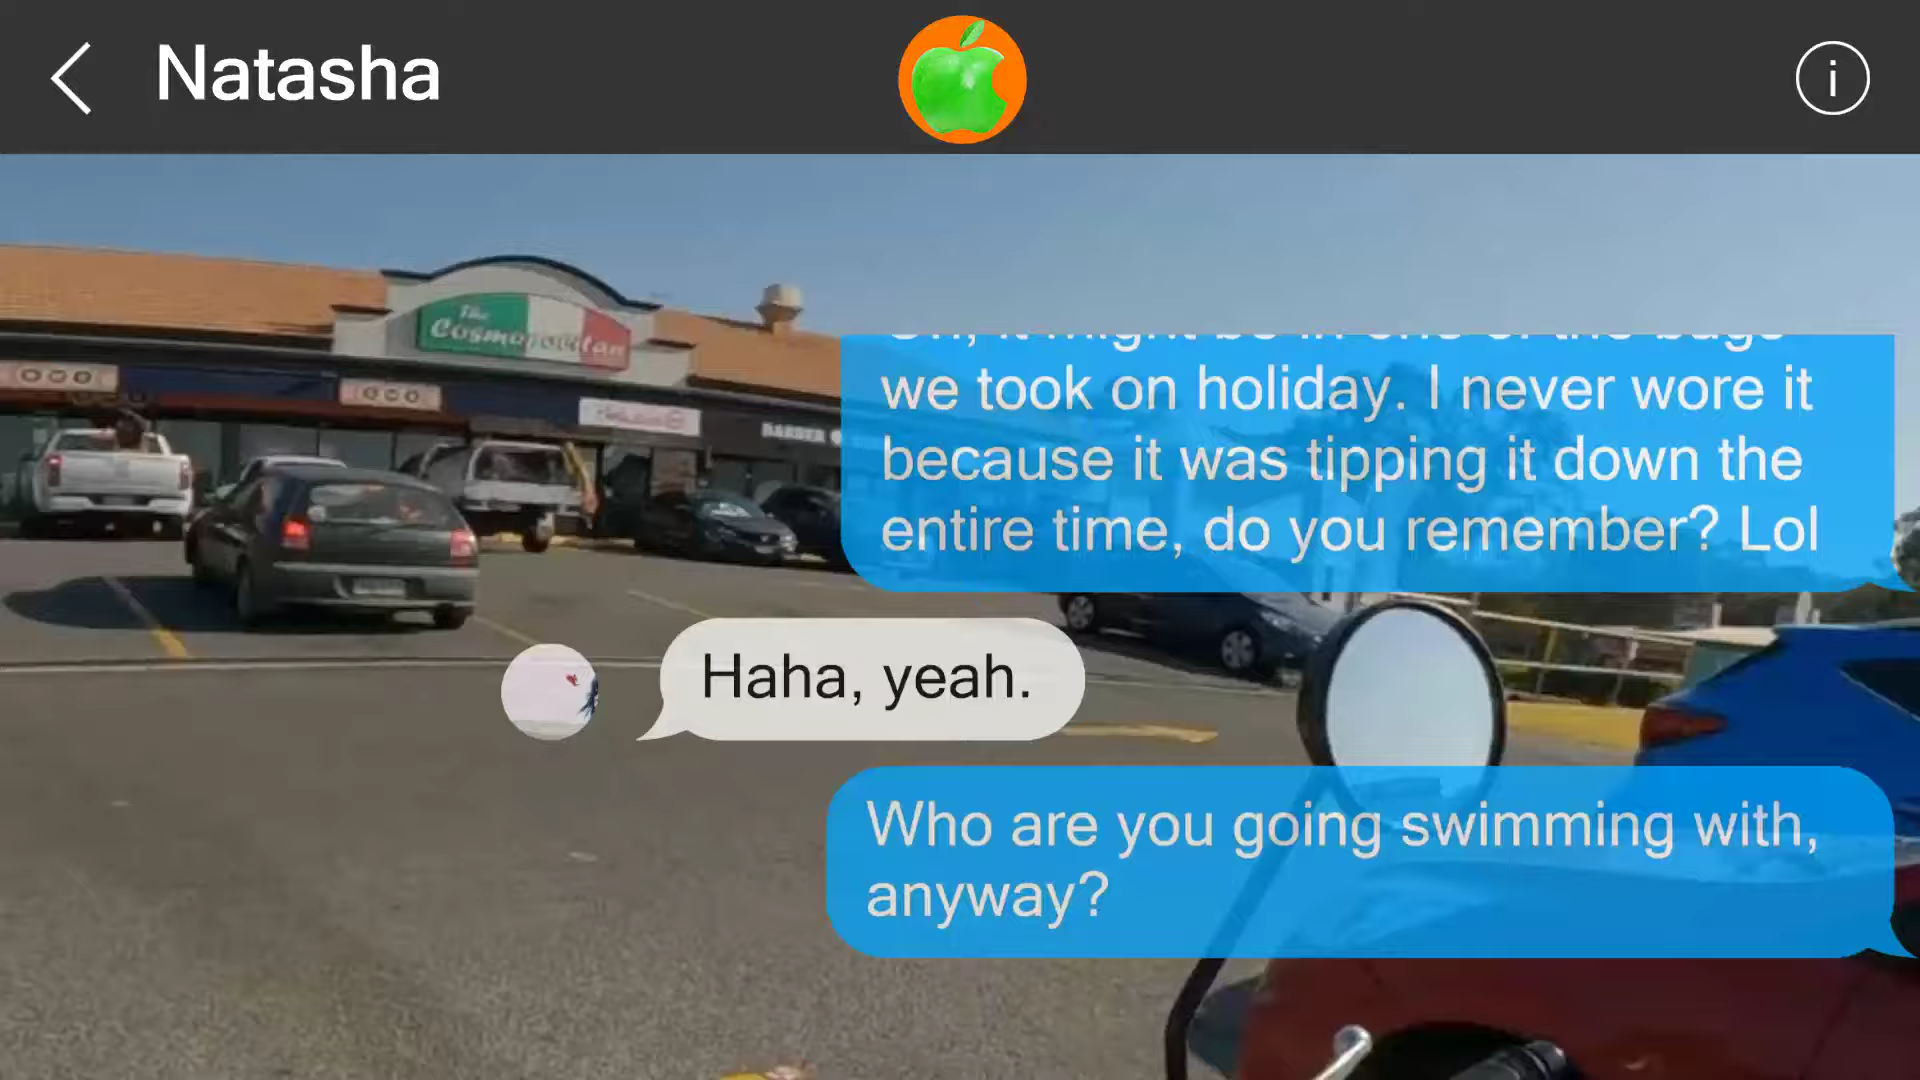 Natasha
The
Cosmopolitan
BARBER
we took on holiday. I never wore it
because it was tipping it down the
entire time, do you remember? Lol
Haha, yeah.
Who are you going swimming with,
anyway?